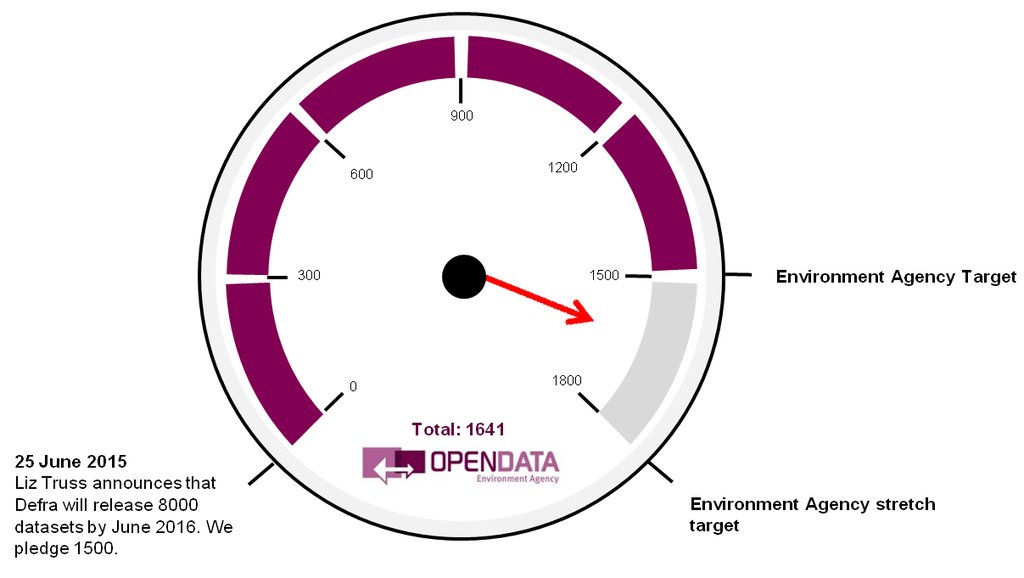 900
600
1200
300
1500
Environment Agency Target
0
1800
Total: 1641
OPENDATA
Environment Agency
25 June 2015
Liz Truss announces that
Defra will release 8000
datasets by June 2016. We
pledge 1500.
Environment Agency stretch
target